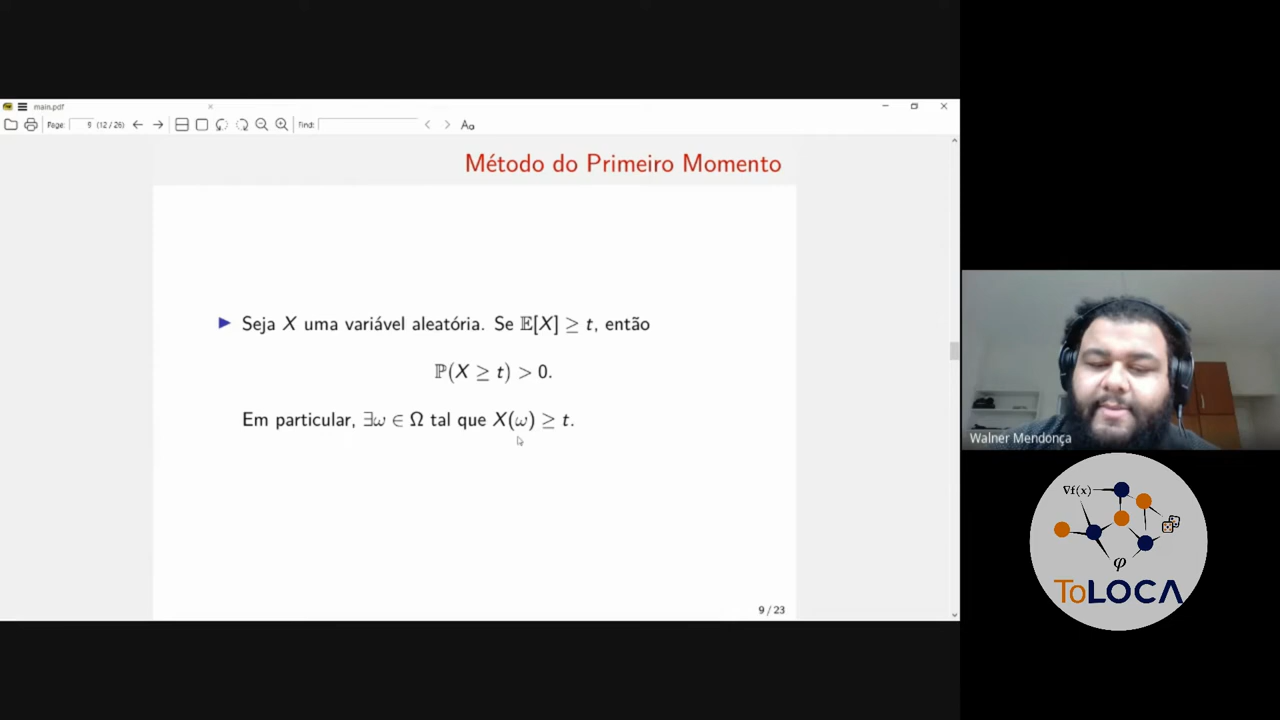 main.pdf
Page: 9 (12 / 26) Find: Aa
Método do Primeiro Momento
Seja X uma variável aleatória. Se 𝔼[X] ≥ t, então
ℙ(X ≥ t) > 0.
Em particular, ∃ω ∈ Ω tal que X(ω) ≥ t.
9 / 23
Walner Mendonça
∇f(x)
φ
ToLOCA